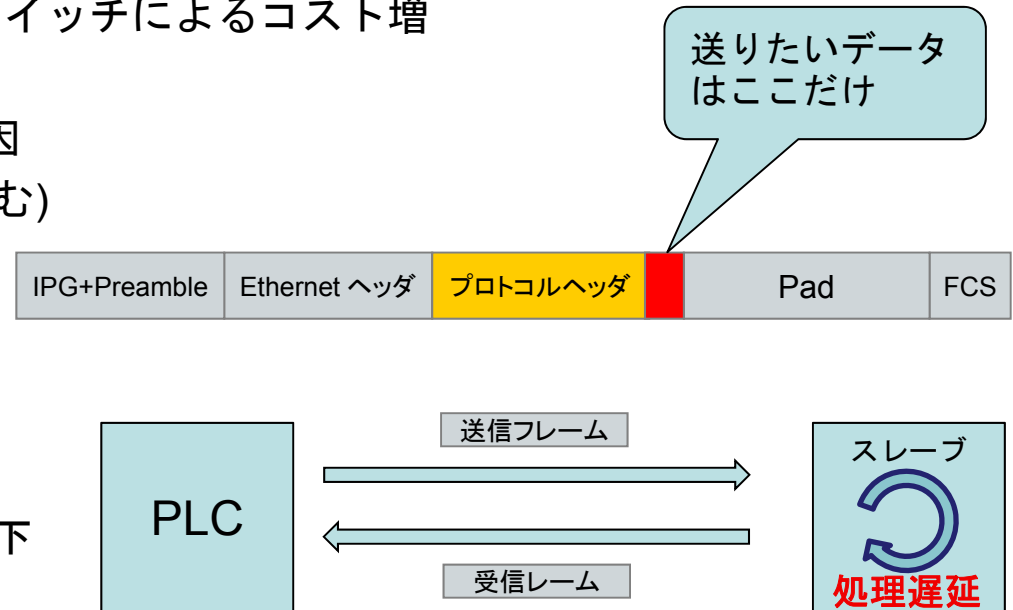 イッチによるコスト増
送りたいデータ
はここだけ
因
む)
IPG+Preamble Ethernet ヘッダ プロトコルヘッダ Pad FCS
送信フレーム
スレーブ
PLC
下
受信レーム
処理遅延